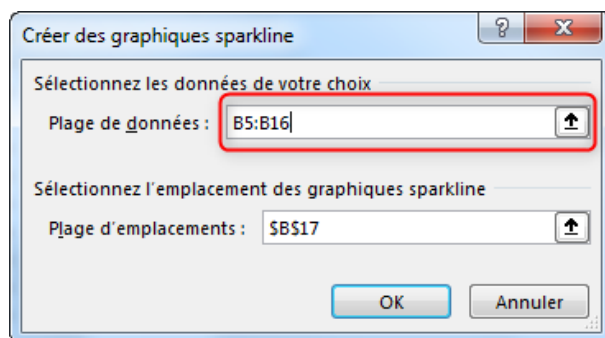 Créer des graphiques sparkline
Sélectionnez les données de votre choix
Plage de données : B5:B16
Sélectionnez l'emplacement des graphiques sparkline
Plage d'emplacements : $B$17
OK Annuler